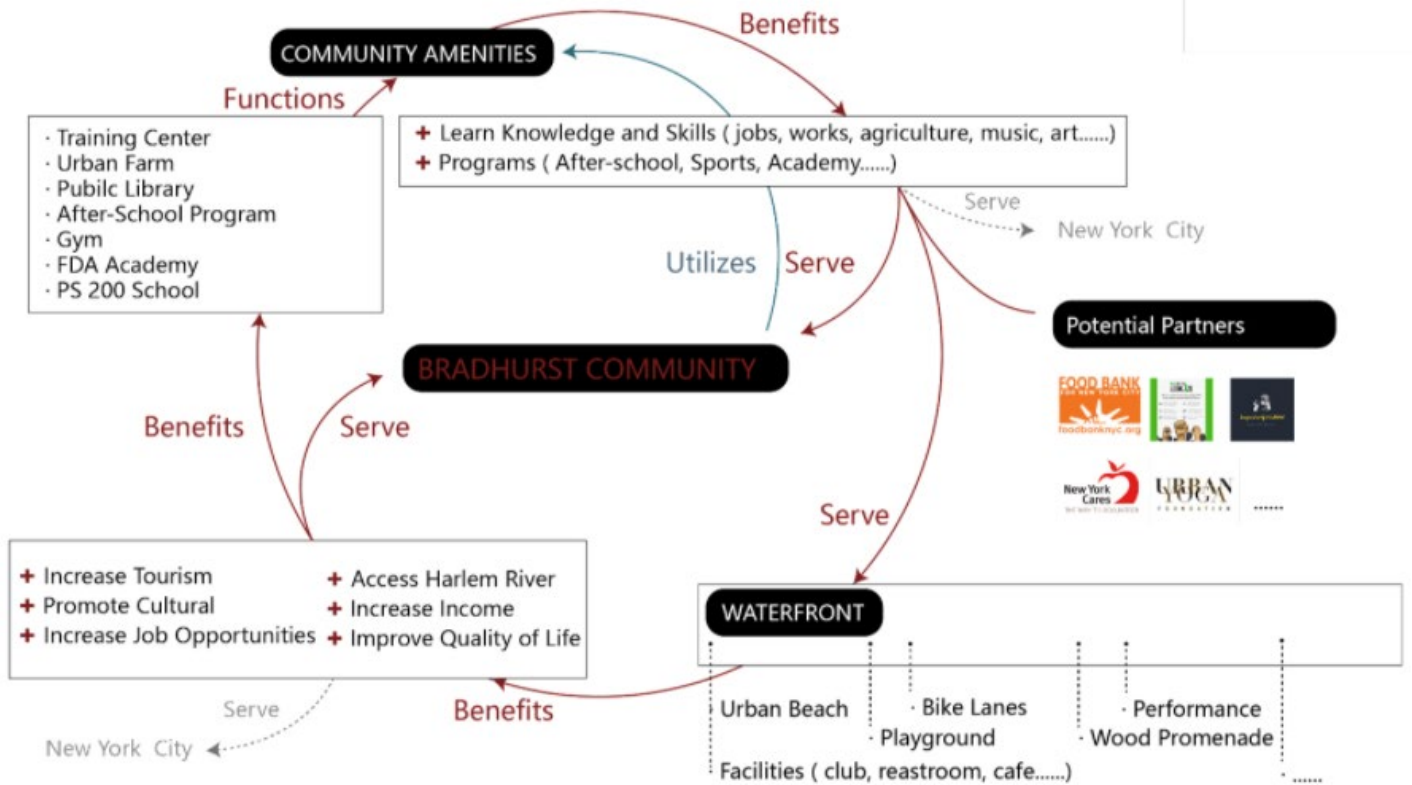 Benefits
COMMUNITY AMENITIES
Functions
· Training Center
· Urban Farm
· Pubilc Library
· After-School Program
· Gym
· FDA Academy
· PS 200 School
+ Learn Knowledge and Skills ( jobs, works, agriculture, music, art......)
+ Programs ( After-school, Sports, Academy......)
Serve
New York City
Utilizes
Serve
Potential Partners
BRADHURST COMMUNITY
FOOD BANK
FOR NEW YORK CITY
foodbanknyc.org
New York
Cares
URBAN
YOGA
FOUNDATION
......
Benefits
Serve
Serve
+ Increase Tourism
+ Promote Cultural
+ Increase Job Opportunities
+ Access Harlem River
+ Increase Income
+ Improve Quality of Life
WATERFRONT
Serve
New York City
Benefits
· Urban Beach
· Bike Lanes
· Performance
· Playground
· Wood Promenade
· Facilities ( club, reastroom, cafe......)
· ......